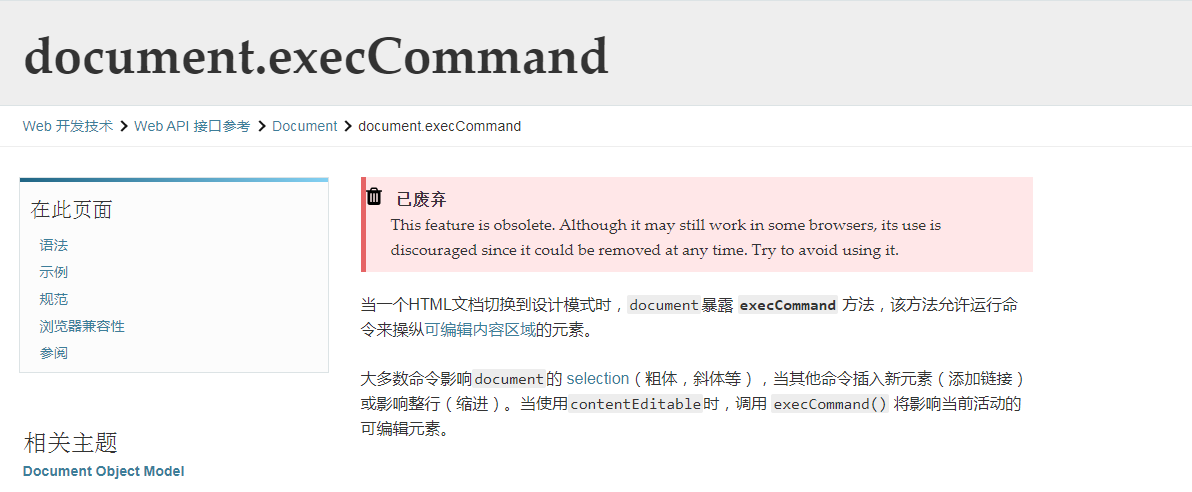 document.execCommand
Web 开发技术 > Web API 接口参考 > Document > document.execCommand
在此页面
语法
示例
规范
浏览器兼容性
参阅
相关主题
Document Object Model
已废弃
This feature is obsolete. Although it may still work in some browsers, its use is
discouraged since it could be removed at any time. Try to avoid using it.
当一个HTML文档切换到设计模式时，document暴露 execCommand 方法，该方法允许运行命
令来操纵可编辑内容区域的元素。
大多数命令影响document的 selection（粗体，斜体等），当其他命令插入新元素（添加链接）
或影响整行（缩进）。当使用contentEditable时，调用 execCommand() 将影响当前活动的
可编辑元素。